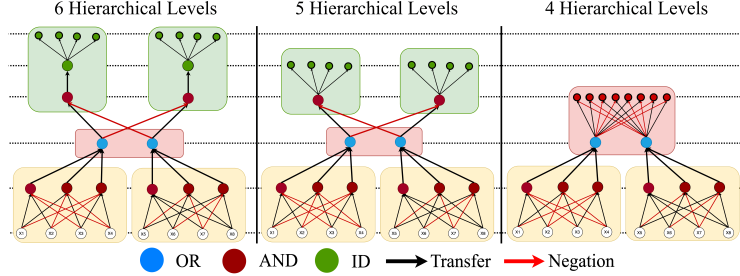 6 Hierarchical Levels 5 Hierarchical Levels 4 Hierarchical Levels
X1 X2 X3 X4 X5 X6 X7 X8 X1 X2 X3 X4 X5 X6 X7 X8 X1 X2 X3 X4 X5 X6 X7 X8
OR AND ID Transfer Negation